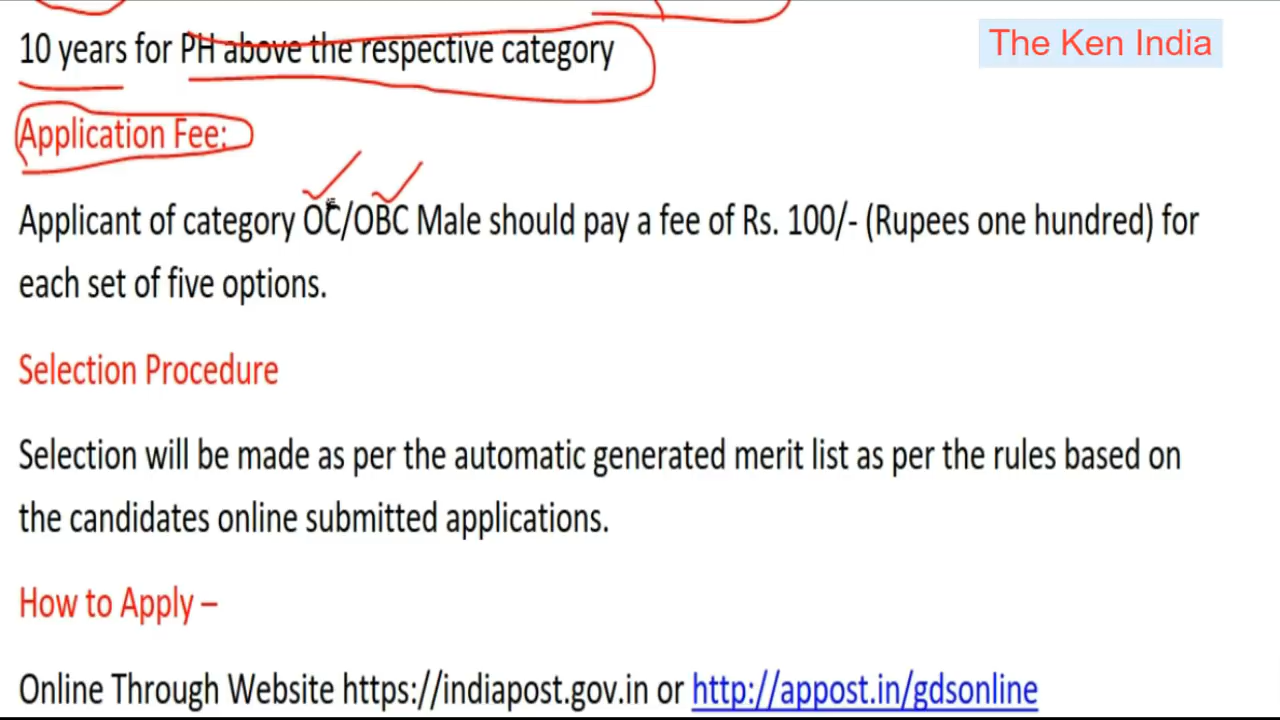 10 years for PH above the respective category
The Ken India
Application Fee:
Applicant of category OC/OBC Male should pay a fee of Rs. 100/- (Rupees one hundred) for
each set of five options.
Selection Procedure
Selection will be made as per the automatic generated merit list as per the rules based on
the candidates online submitted applications.
How to Apply –
Online Through Website https://indiapost.gov.in or http://appost.in/gdsonline